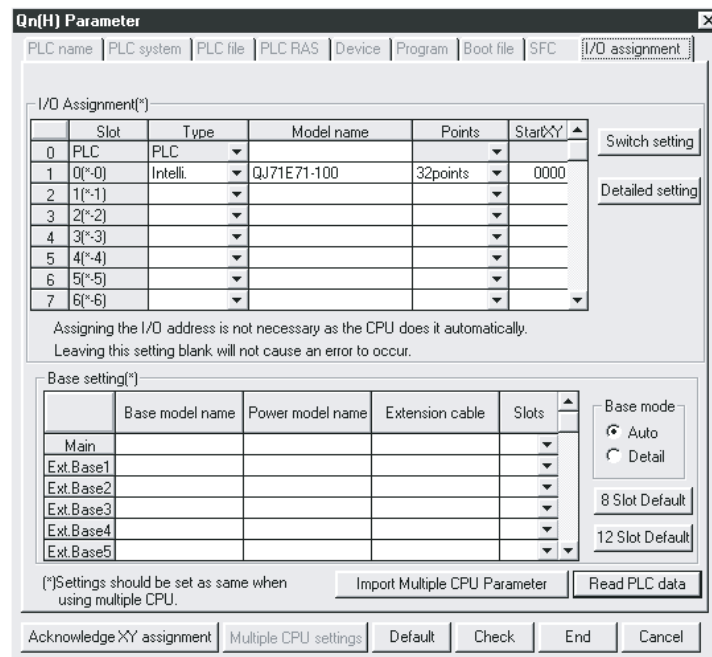 Qn(H) Parameter
PLC name PLC system PLC file PLC RAS Device Program Boot file SFC I/O assignment
I/O Assignment(*)
Slot Type Model name Points StartXY
0 PLC PLC
1 0(*-0) Intelli. QJ71E71-100 32points 0000
2 1(*-1)
3 2(*-2)
4 3(*-3)
5 4(*-4)
6 5(*-5)
7 6(*-6)
Switch setting
Detailed setting
Assigning the I/O address is not necessary as the CPU does it automatically.
Leaving this setting blank will not cause an error to occur.
Base setting(*)
Base model name Power model name Extension cable Slots
Main
Ext.Base1
Ext.Base2
Ext.Base3
Ext.Base4
Ext.Base5
Base mode
Auto
Detail
8 Slot Default
12 Slot Default
(*)Settings should be set as same when
using multiple CPU.
Import Multiple CPU Parameter Read PLC data
Acknowledge XY assignment Multiple CPU settings Default Check End Cancel